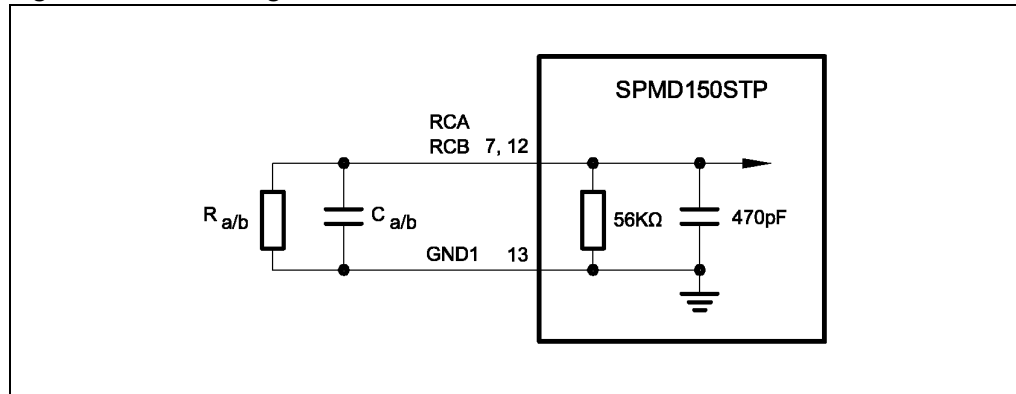 SPMD150STP
RCA
RCB 7, 12
R a/b
C a/b
56KΩ
470pF
GND1 13